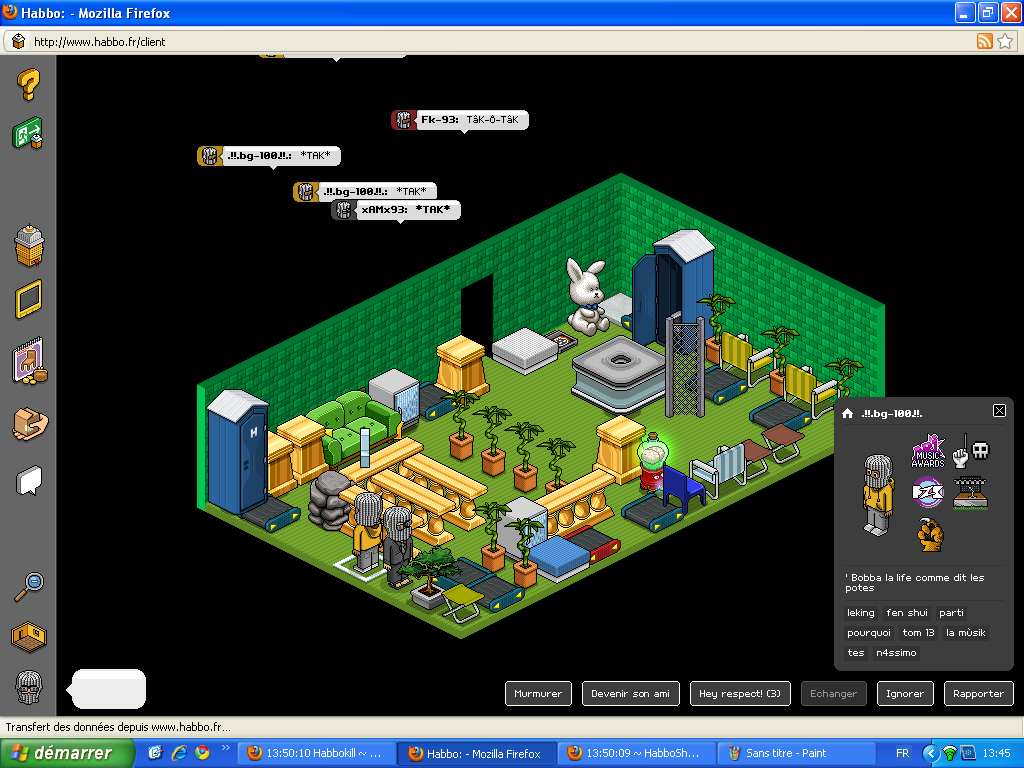 Habbo: - Mozilla Firefox
http://www.habbo.fr/client
Fk-93: TâK-Ô-TâK
.!!.bg-100.!!.: *TAK*
.!!.bg-100.!!.: *TAK*
xAMx93: *TAK*
H
.!!.bg-100.!!.
MUSIC
AWARDS
' Bobba la life comme dit les
potes
leking fen shui parti
pourquoi tom 13 la mùsik
tes n4ssimo
Murmurer Devenir son ami Hey respect! (3) Echanger Ignorer Rapporter
Transfert des données depuis www.habbo.fr...
démarrer 13:50:10 Habbokill ~ ... Habbo: - Mozilla Firefox 13:50:09 ~ HabboSh... Sans titre - Paint FR 13:45